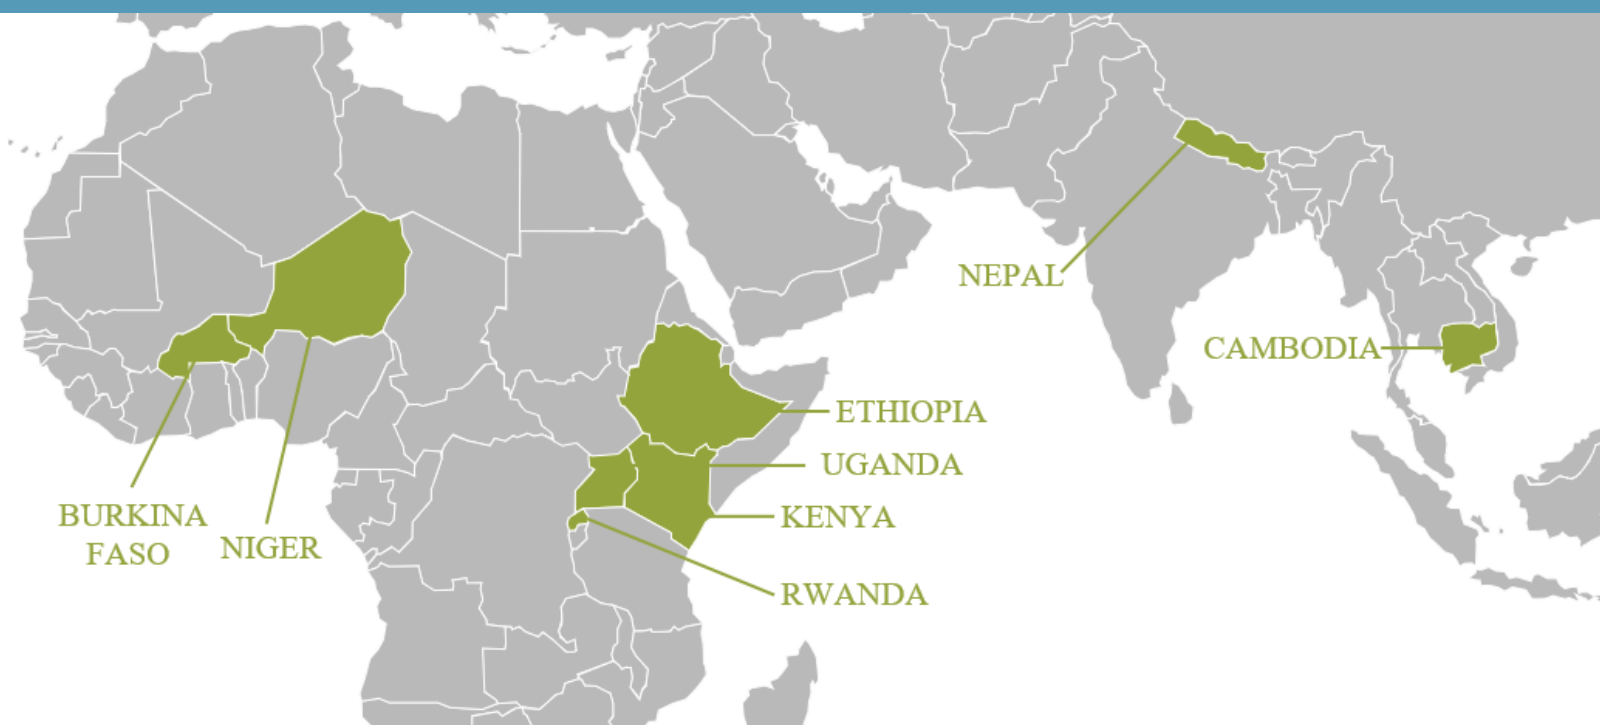 NEPAL
CAMBODIA
ETHIOPIA
UGANDA
BURKINA
FASO
NIGER
KENYA
RWANDA